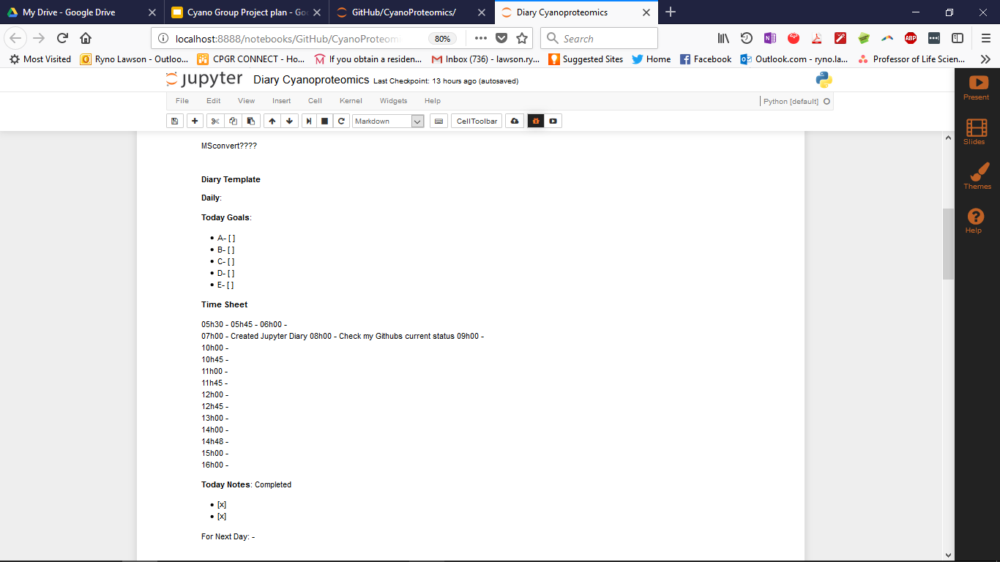 My Drive - Google Drive
Cyano Group Project plan - Go
GitHub/CyanoProteomics/
Diary Cyanoproteomics
localhost:8888/notebooks/GitHub/CyanoProteom
80%
Search
ABP
Most Visited
Ryno Lawson - Outloo...
CPGR CONNECT - Ho...
If you obtain a residen...
Inbox (736) - lawson.ry...
Suggested Sites
Home
Facebook
Outlook.com - ryno.la...
Professor of Life Scien...
jupyter Diary Cyanoproteomics Last Checkpoint: 13 hours ago (autosaved)
File Edit View Insert Cell Kernel Widgets Help
Python [default]
Markdown
CellToolbar
Present
Slides
Themes
Help
MSconvert????
Diary Template
Daily:
Today Goals:
A- [ ]
B- [ ]
C- [ ]
D- [ ]
E- [ ]
Time Sheet
05h30 - 05h45 - 06h00 -
07h00 - Created Jupyter Diary 08h00 - Check my Githubs current status 09h00 -
10h00 -
10h45 -
11h00 -
11h45 -
12h00 -
12h45 -
13h00 -
14h00 -
14h48 -
15h00 -
16h00 -
Today Notes: Completed
[x]
[x]
For Next Day: -